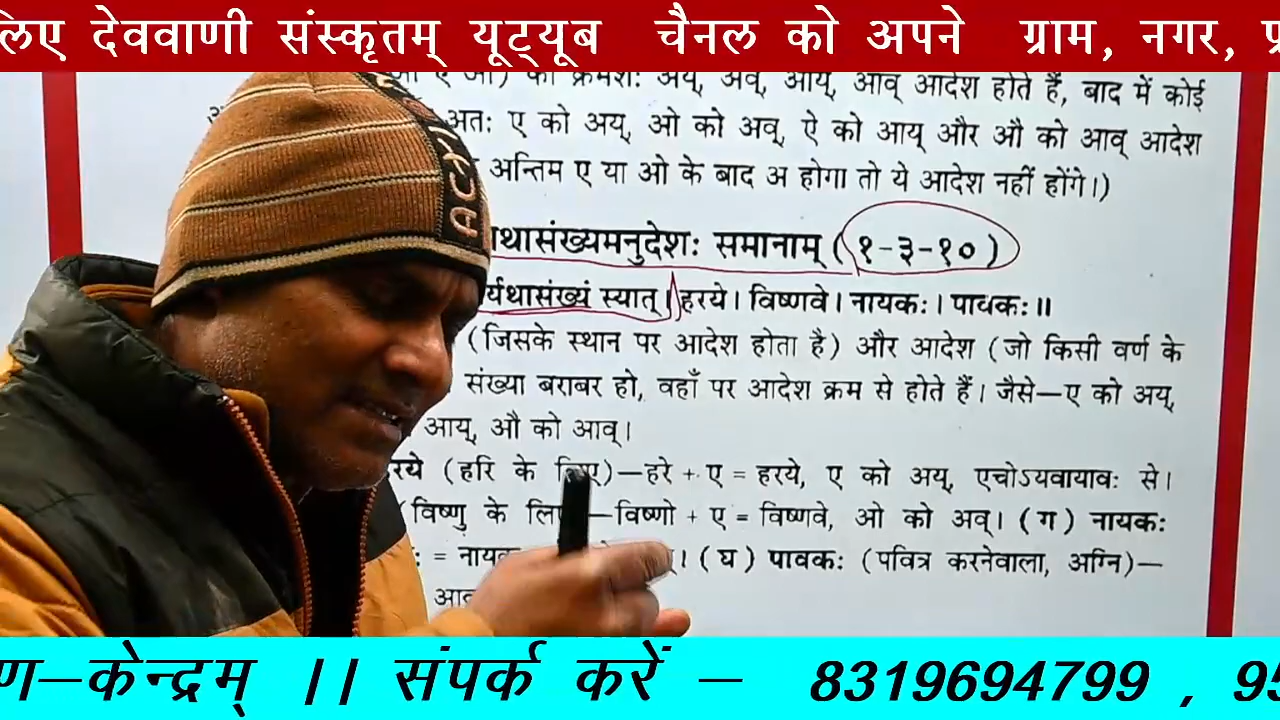 लिए देववाणी संस्कृतम् यूट्यूब चैनल को अपने ग्राम, नगर,
क्रमशः अय्, अव्, आय्, आव् आदेश होते हैं, बाद में कोई
अतः ए को अय्, ओ को अव्, ऐ को आय् और औ को आव् आदेश
अन्तिम ए या ओ के बाद अ होगा तो ये आदेश नहीं होंगे।)
थासंख्यमनुदेशः समानाम् (१-३-१०)
र्यथासंख्यं स्यात्। हरये। विष्णवे। नायकः। पावकः॥
(जिसके स्थान पर आदेश होता है) और आदेश (जो किसी वर्ण के
संख्या बराबर हो, वहाँ पर आदेश क्रम से होते हैं। जैसे—ए को अय्,
आय्, औ को आव्।
रये (हरि के लिए)—हरे + ए = हरये, ए को अय्, एचोऽयवायावः से।
(विष्णु के लिए—विष्णो + ए = विष्णवे, ओ को अव्। (ग) नायकः
= नायक । (घ) पावकः (पवित्र करनेवाला, अग्नि)—
ण-केन्द्रम् || संपर्क करें - 8319694799 , 95
ACTI